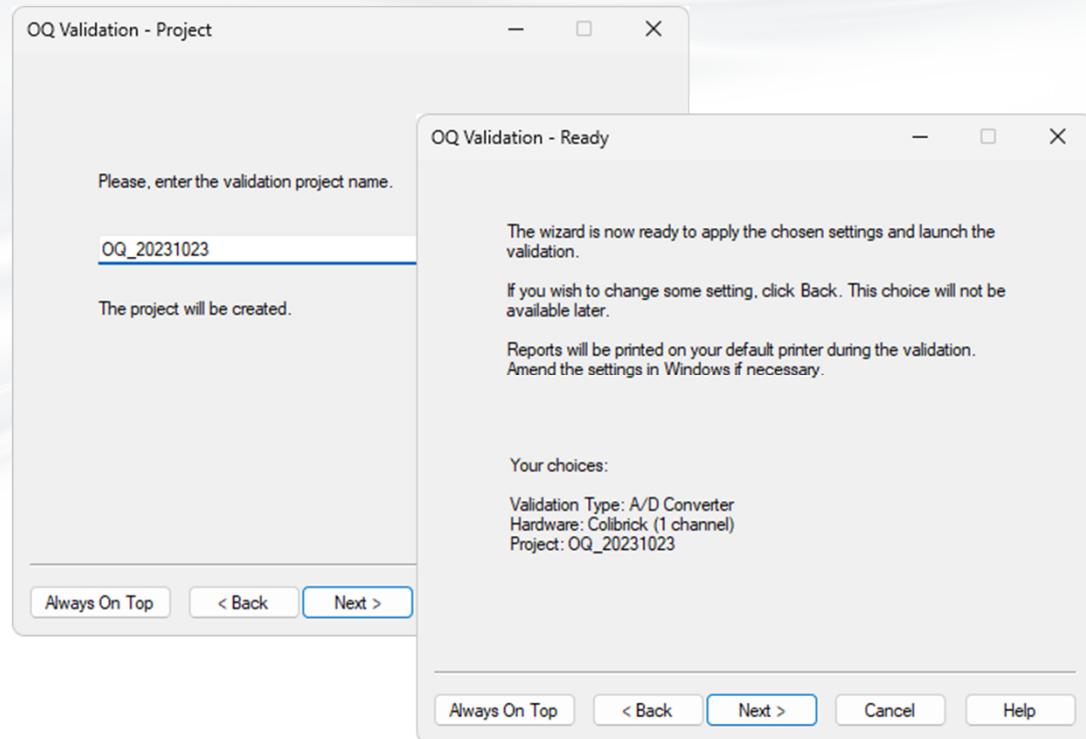 OQ Validation - Project
Please, enter the validation project name.
OQ_20231023
The project will be created.
Always On Top
< Back
Next >
OQ Validation - Ready
The wizard is now ready to apply the chosen settings and launch the
validation.
If you wish to change some setting, click Back. This choice will not be
available later.
Reports will be printed on your default printer during the validation.
Amend the settings in Windows if necessary.
Your choices:
Validation Type: A/D Converter
Hardware: Colibrick (1 channel)
Project: OQ_20231023
Always On Top
< Back
Next >
Cancel
Help